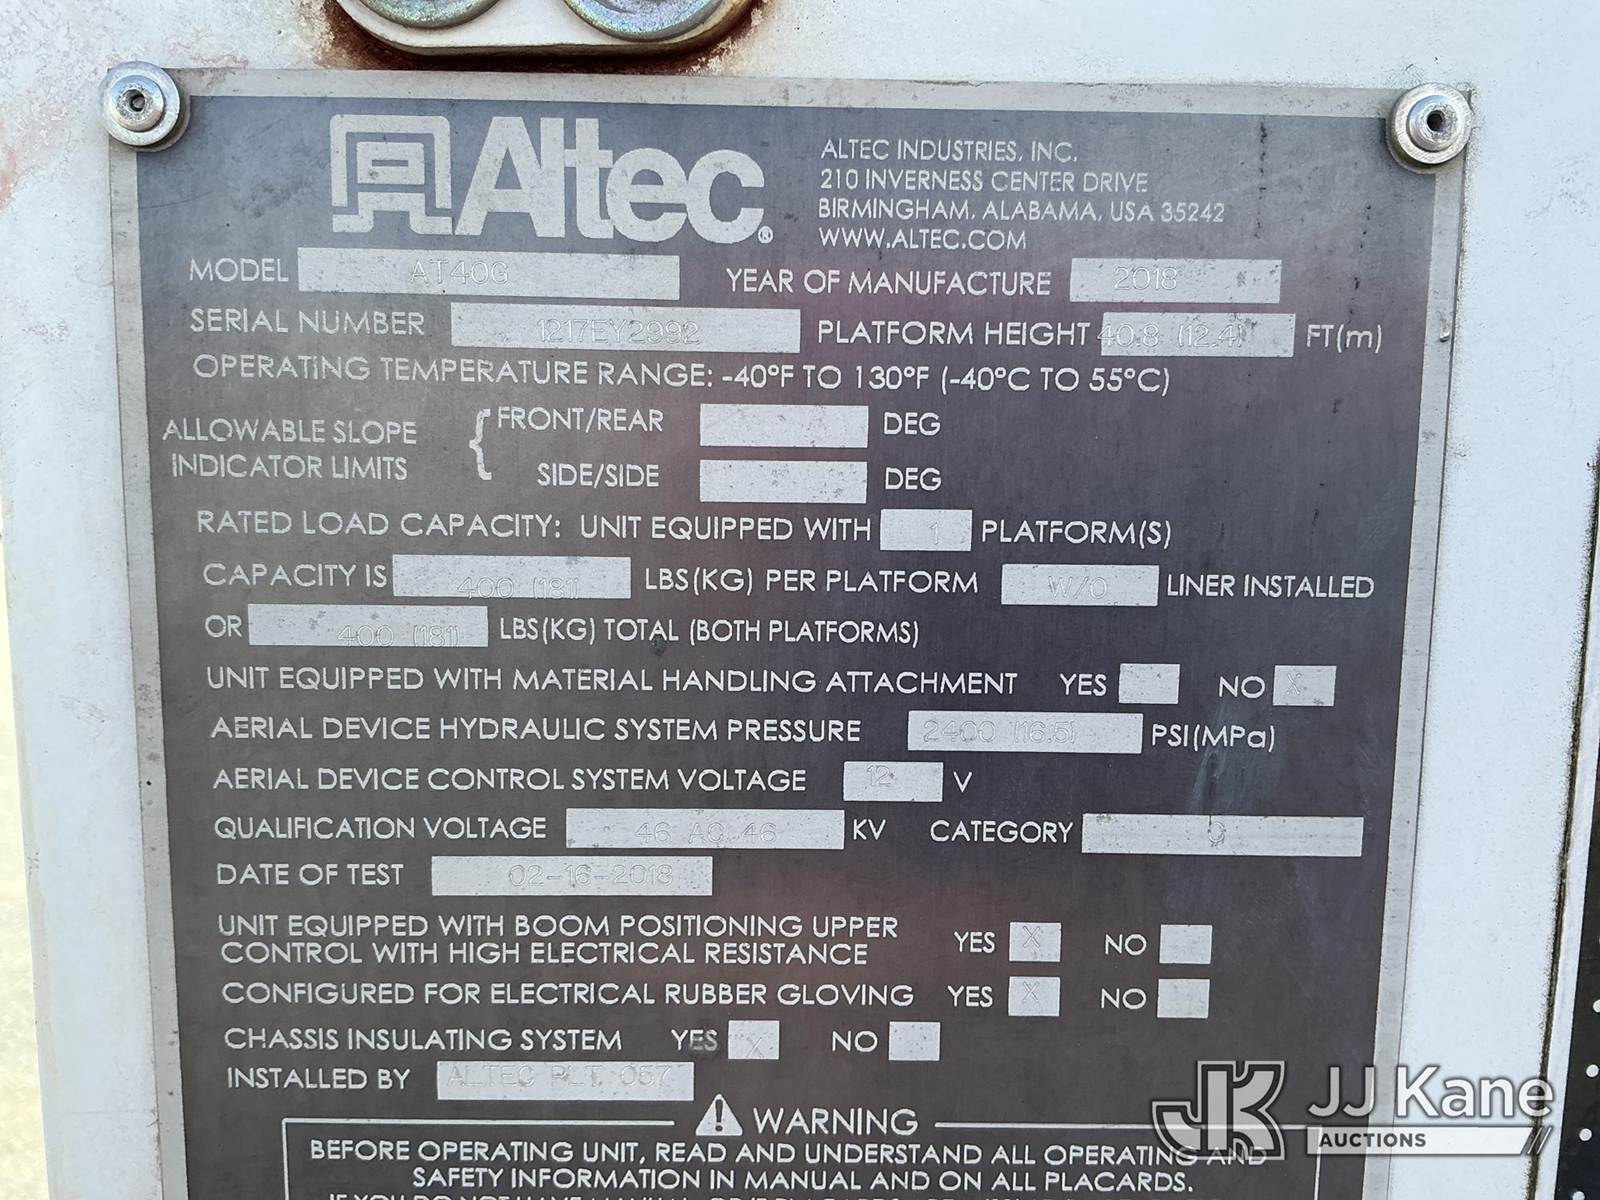 Altec®
ALTEC INDUSTRIES, INC.
210 INVERNESS CENTER DRIVE
BIRMINGHAM, ALABAMA, USA 35242
WWW.ALTEC.COM
MODEL AT40G YEAR OF MANUFACTURE 2018
SERIAL NUMBER 1217EY2992 PLATFORM HEIGHT 40.8 (12.4) FT(m)
OPERATING TEMPERATURE RANGE: -40°F TO 130°F (-40°C TO 55°C)
ALLOWABLE SLOPE INDICATOR LIMITS { FRONT/REAR DEG
SIDE/SIDE DEG
RATED LOAD CAPACITY: UNIT EQUIPPED WITH 1 PLATFORM(S)
CAPACITY IS 400 (181) LBS(KG) PER PLATFORM W/O LINER INSTALLED
OR 400 (181) LBS(KG) TOTAL (BOTH PLATFORMS)
UNIT EQUIPPED WITH MATERIAL HANDLING ATTACHMENT YES NO X
AERIAL DEVICE HYDRAULIC SYSTEM PRESSURE 2400 (16.5) PSI(MPa)
AERIAL DEVICE CONTROL SYSTEM VOLTAGE 12 V
QUALIFICATION VOLTAGE 46 AC 46 KV CATEGORY C
DATE OF TEST 02-16-2018
UNIT EQUIPPED WITH BOOM POSITIONING UPPER
CONTROL WITH HIGH ELECTRICAL RESISTANCE YES X NO
CONFIGURED FOR ELECTRICAL RUBBER GLOVING YES X NO
CHASSIS INSULATING SYSTEM YES X NO
INSTALLED BY ALTEC PLT 057
WARNING
BEFORE OPERATING UNIT, READ AND UNDERSTAND ALL OPERATING AND
SAFETY INFORMATION IN MANUAL AND ON PLACARDS.
JK JJ Kane
AUCTIONS